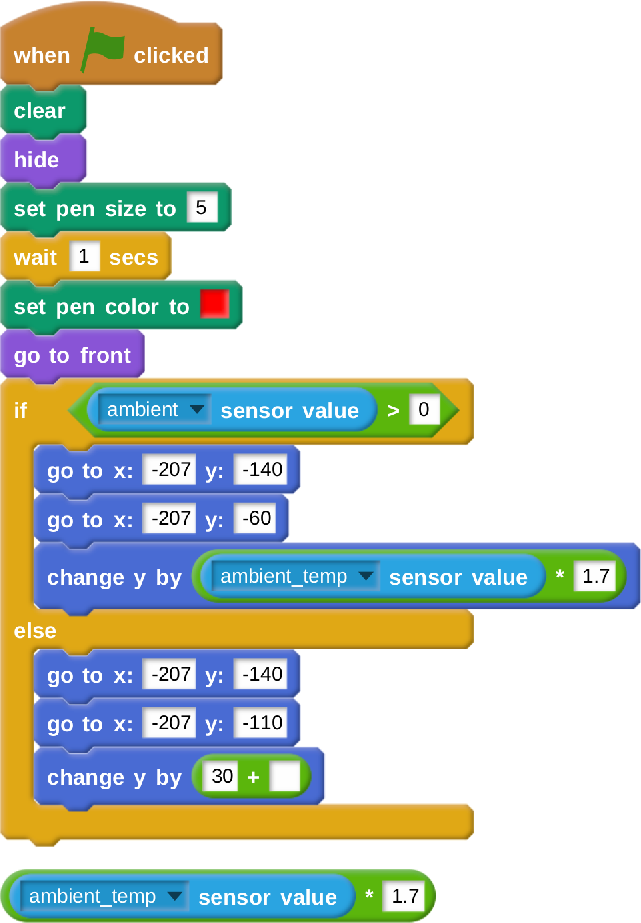 when clicked
clear
hide
set pen size to 5
wait 1 secs
set pen color to
go to front
if ambient sensor value > 0
go to x: -207 y: -140
go to x: -207 y: -60
change y by ambient_temp sensor value * 1.7
else
go to x: -207 y: -140
go to x: -207 y: -110
change y by 30 +
ambient_temp sensor value * 1.7